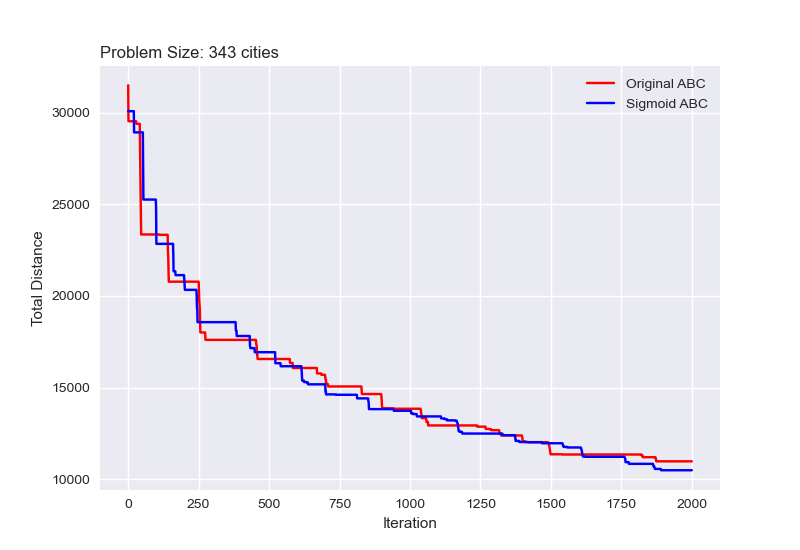 Problem Size: 343 cities
Original ABC
Sigmoid ABC
30000
25000
20000
15000
10000
Total Distance
0 250 500 750 1000 1250 1500 1750 2000
Iteration